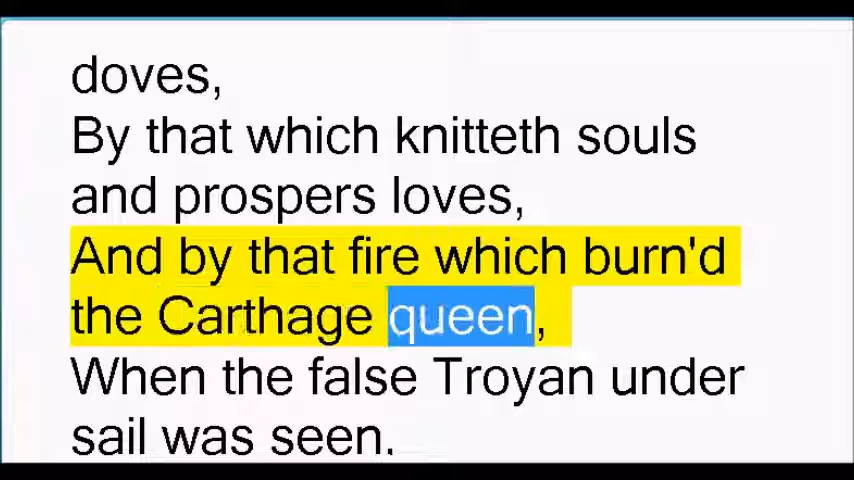 doves,
By that which knitteth souls
and prospers loves,
And by that fire which burn'd
the Carthage queen,
When the false Troyan under
sail was seen.